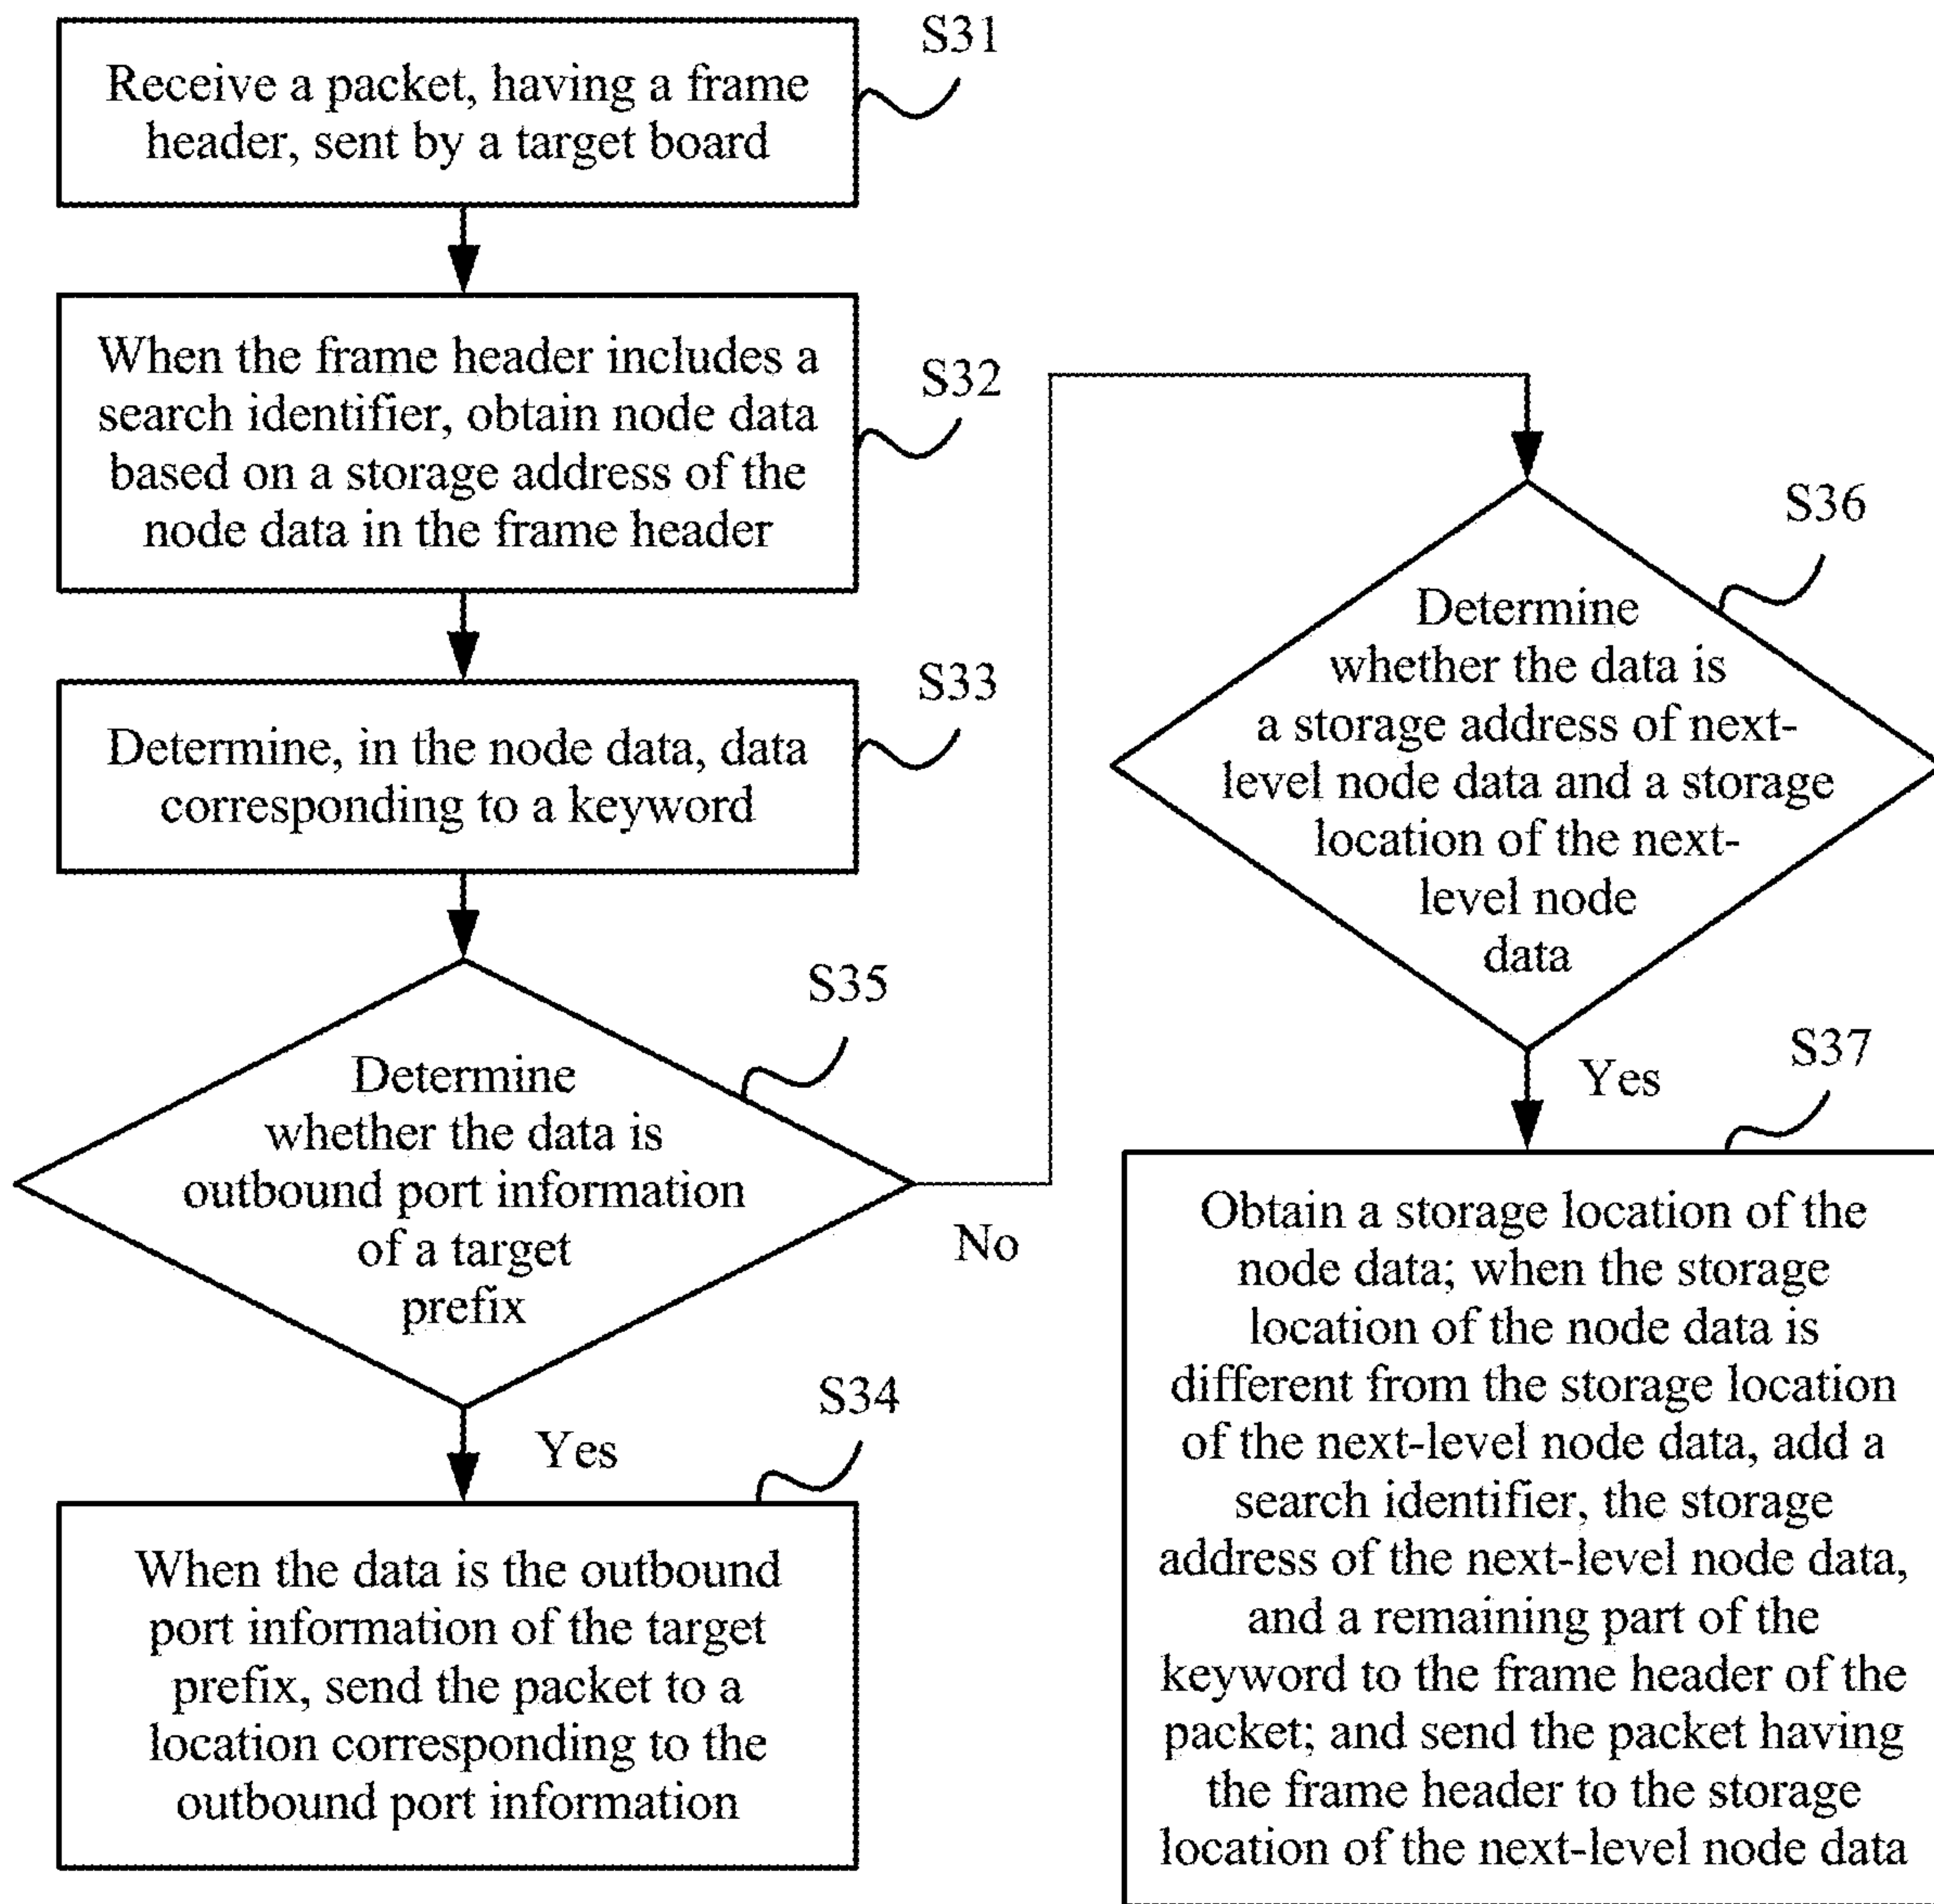 S31
Receive a packet, having a frame
header, sent by a target board
S32
When the frame header includes a
search identifier, obtain node data
based on a storage address of the
node data in the frame header
S33
Determine, in the node data, data
corresponding to a keyword
S35
Determine
whether the data is
outbound port information
of a target
prefix
No
Yes
S34
When the data is the outbound
port information of the target
prefix, send the packet to a
location corresponding to the
outbound port information
S36
Determine
whether the data is
a storage address of next-
level node data and a storage
location of the next-
level node
data
Yes
S37
Obtain a storage location of the
node data; when the storage
location of the node data is
different from the storage location
of the next-level node data, add a
search identifier, the storage
address of the next-level node data,
and a remaining part of the
keyword to the frame header of the
packet; and send the packet having
the frame header to the storage
location of the next-level node data